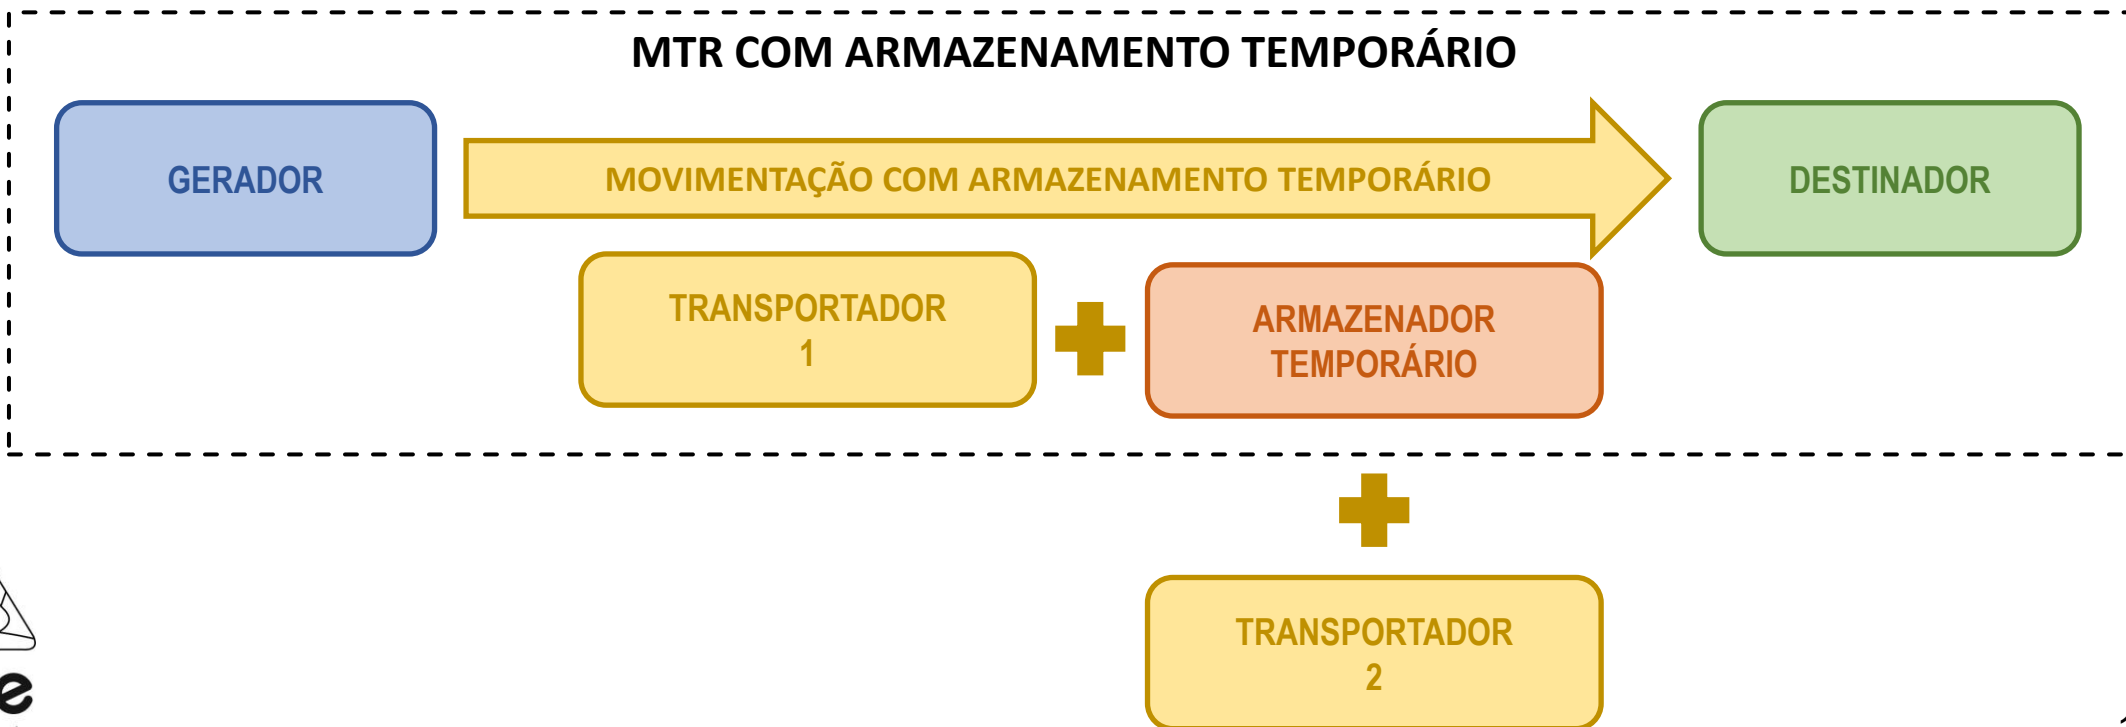 MTR COM ARMAZENAMENTO TEMPORÁRIO
GERADOR
MOVIMENTAÇÃO COM ARMAZENAMENTO TEMPORÁRIO
DESTINADOR
TRANSPORTADOR
1
ARMAZENADOR
TEMPORÁRIO
TRANSPORTADOR
2